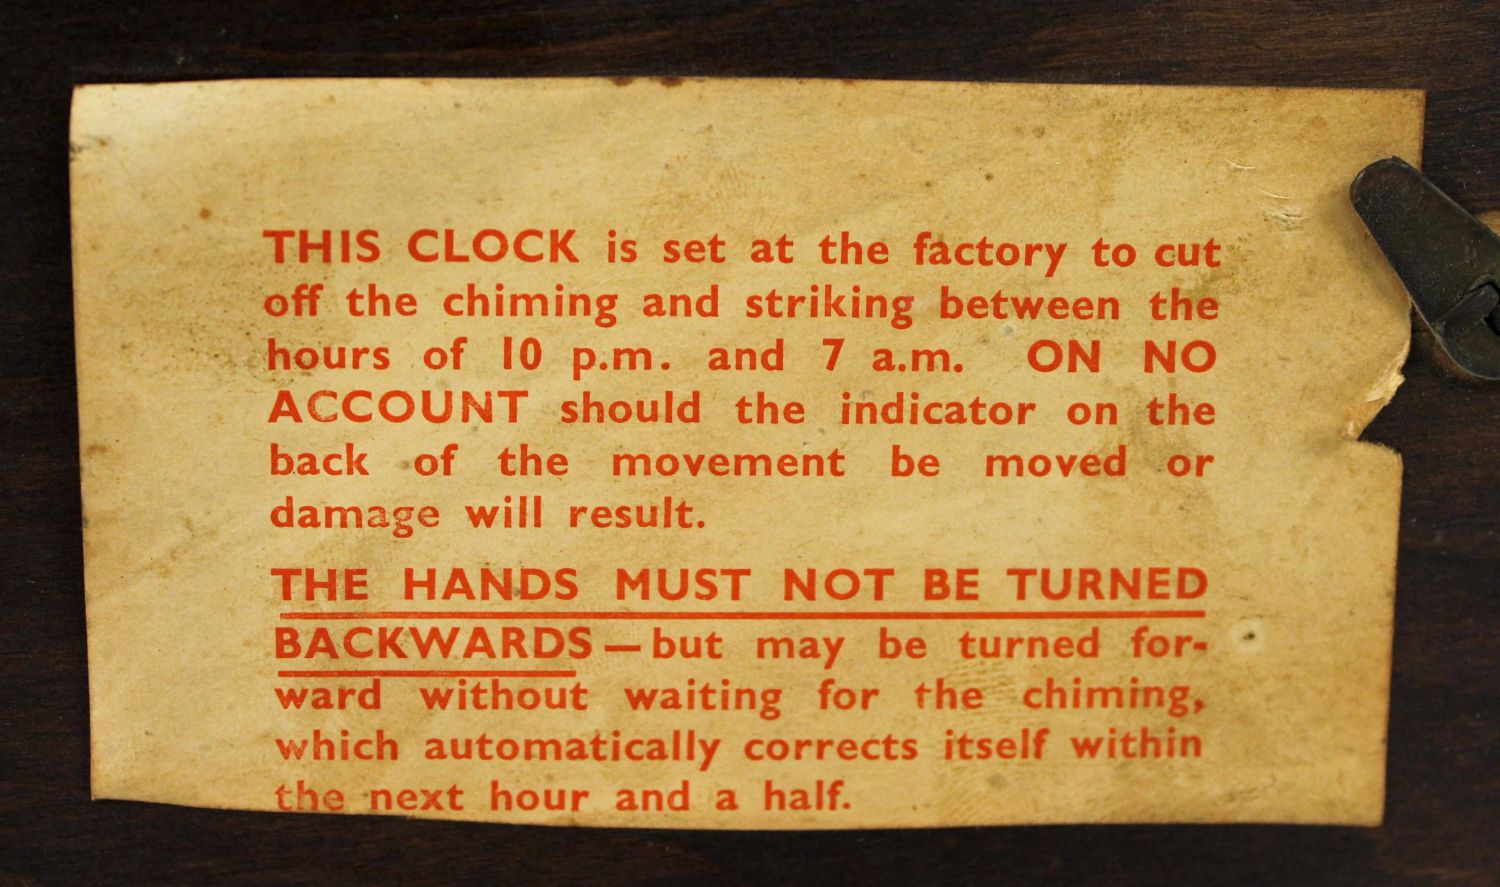 THIS CLOCK is set at the factory to cut
off the chiming and striking between the
hours of 10 p.m. and 7 a.m. ON NO
ACCOUNT should the indicator on the
back of the movement be moved or
damage will result.
THE HANDS MUST NOT BE TURNED
BACKWARDS—but may be turned for-
ward without waiting for the chiming,
which automatically corrects itself within
the next hour and a half.